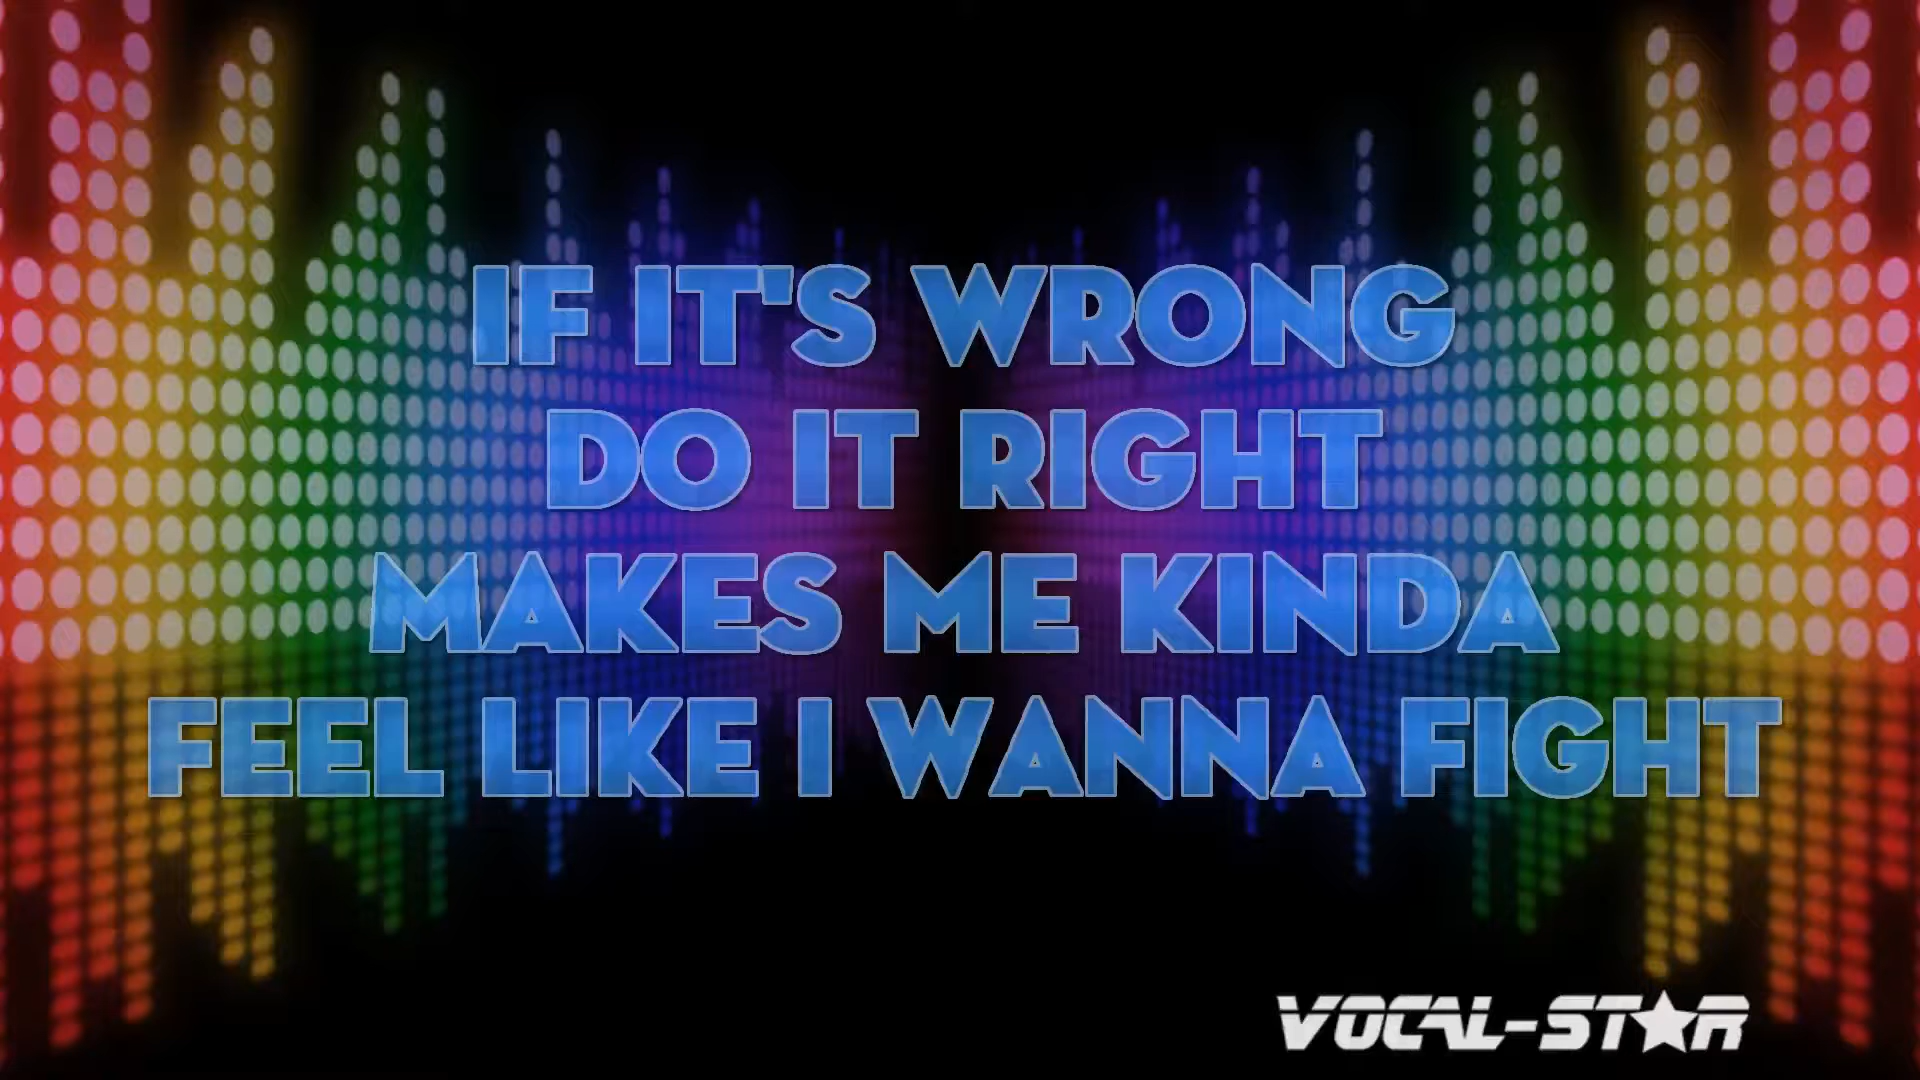 IF IT'S WRONG
DO IT RIGHT
MAKES ME KINDA
FEEL LIKE I WANNA FIGHT
VOCAL-STAR